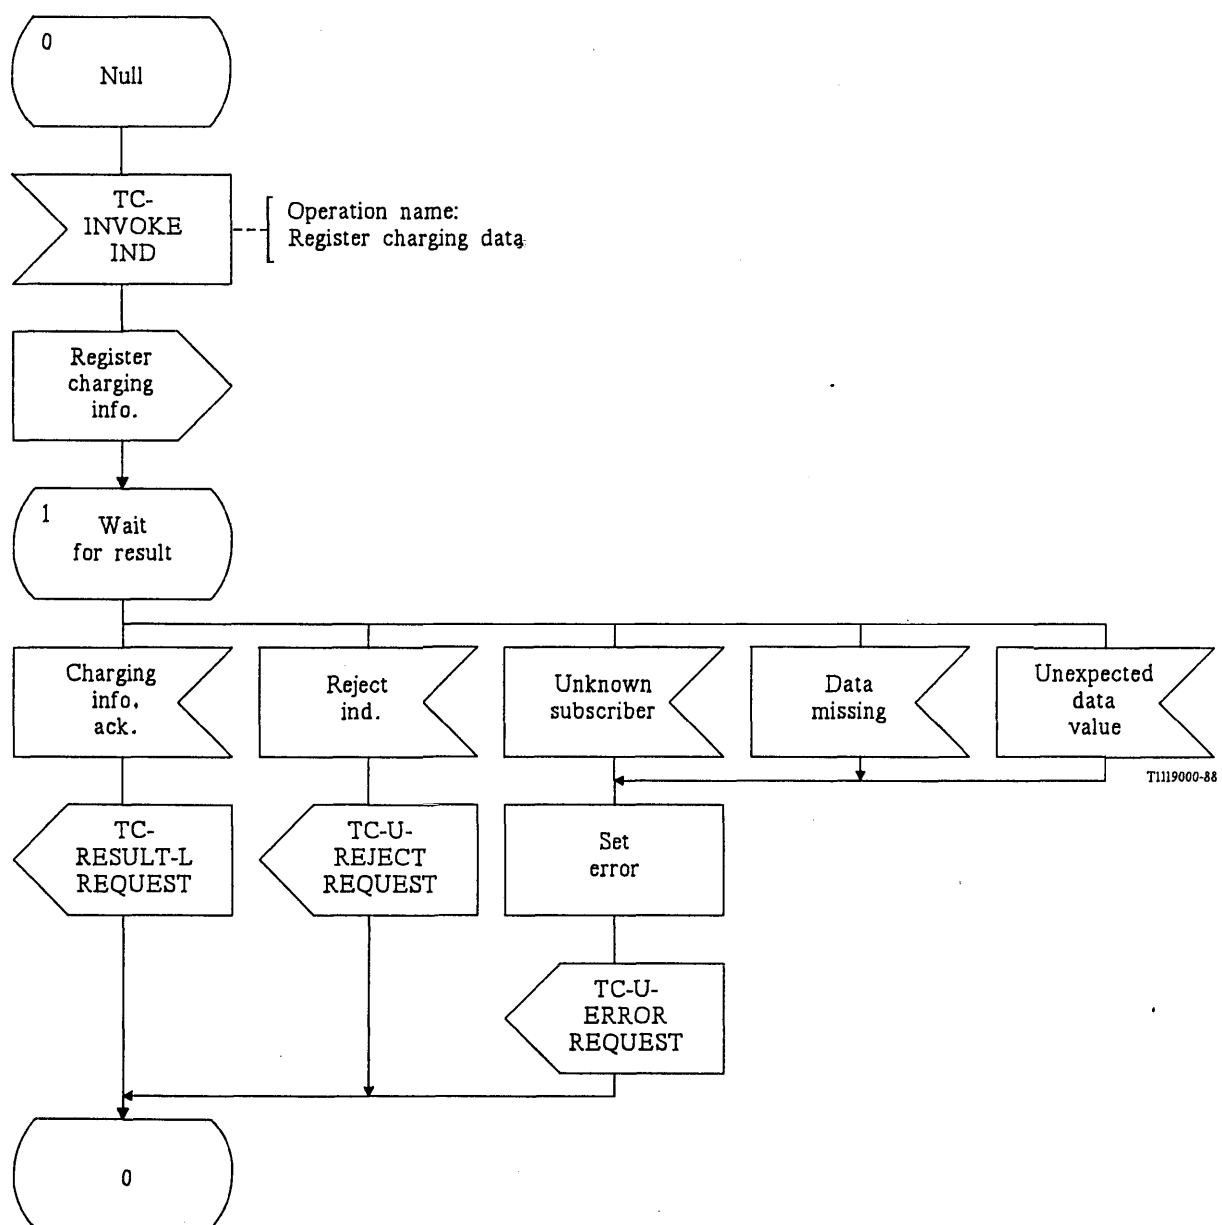 0
Null
TC-
INVOKE
IND
Operation name:
Register charging data
Register
charging
info.
1
Wait
for result
Charging
info.
ack.
Reject
ind.
Unknown
subscriber
Data
missing
Unexpected
data
value
T1119000-88
TC-
RESULT-L
REQUEST
TC-U-
REJECT
REQUEST
Set
error
TC-U-
ERROR
REQUEST
0